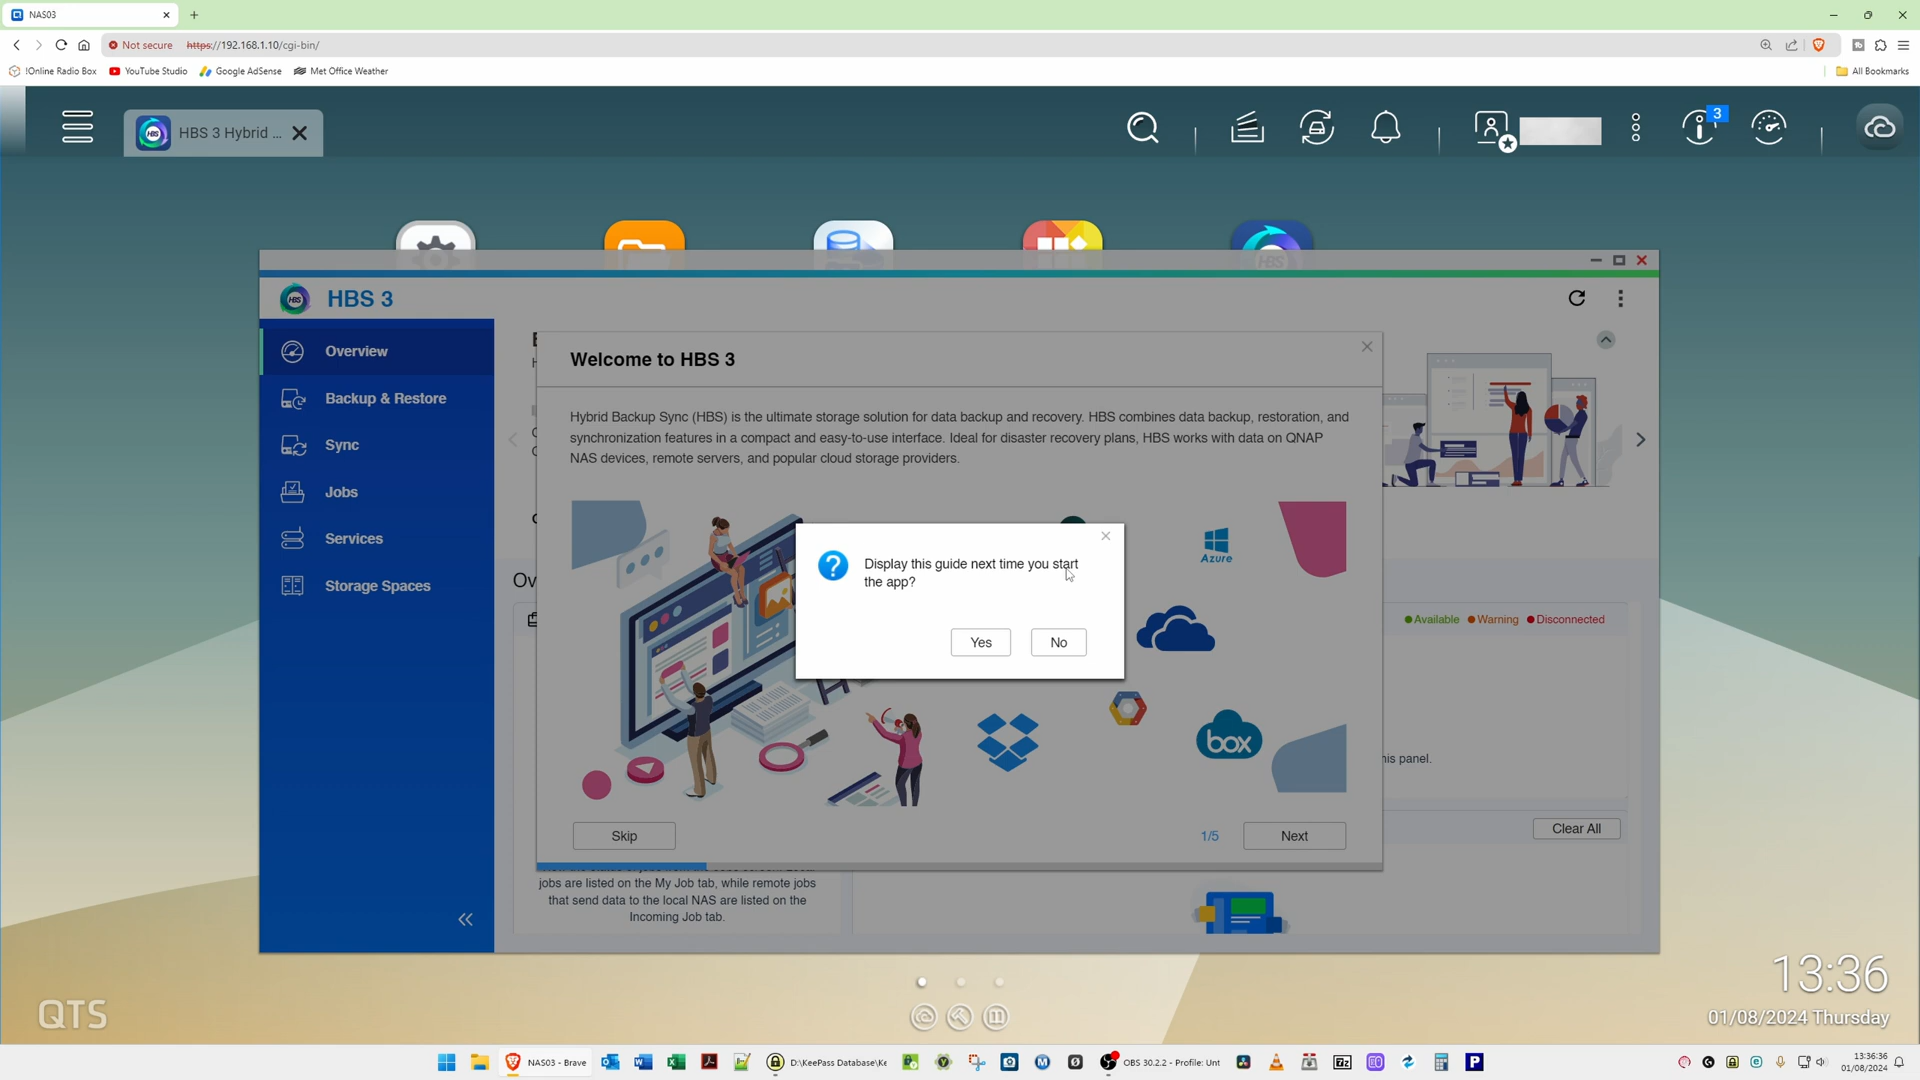 NAS03
Not secure
https://192.168.1.10/cgi-bin/
!Online Radio Box
YouTube Studio
Google AdSense
Met Office Weather
All Bookmarks
HBS 3 Hybrid ...
3
HBS 3
Overview
Backup & Restore
Sync
Jobs
Services
Storage Spaces
Welcome to HBS 3
Hybrid Backup Sync (HBS) is the ultimate storage solution for data backup and recovery. HBS combines data backup, restoration, and
synchronization features in a compact and easy-to-use interface. Ideal for disaster recovery plans, HBS works with data on QNAP
NAS devices, remote servers, and popular cloud storage providers.
Azure
box
Display this guide next time you start
the app?
Yes
No
Ov
Available
Warning
Disconnected
his panel.
Skip
1/5
Next
Clear All
jobs are listed on the My Job tab, while remote jobs
that send data to the local NAS are listed on the
Incoming Job tab.
QTS
13:36
01/08/2024 Thursday
NAS03 - Brave
D:\KeePass Database\Ke
OBS 30.2.2 - Profile: Unt
13:36:36
01/08/2024